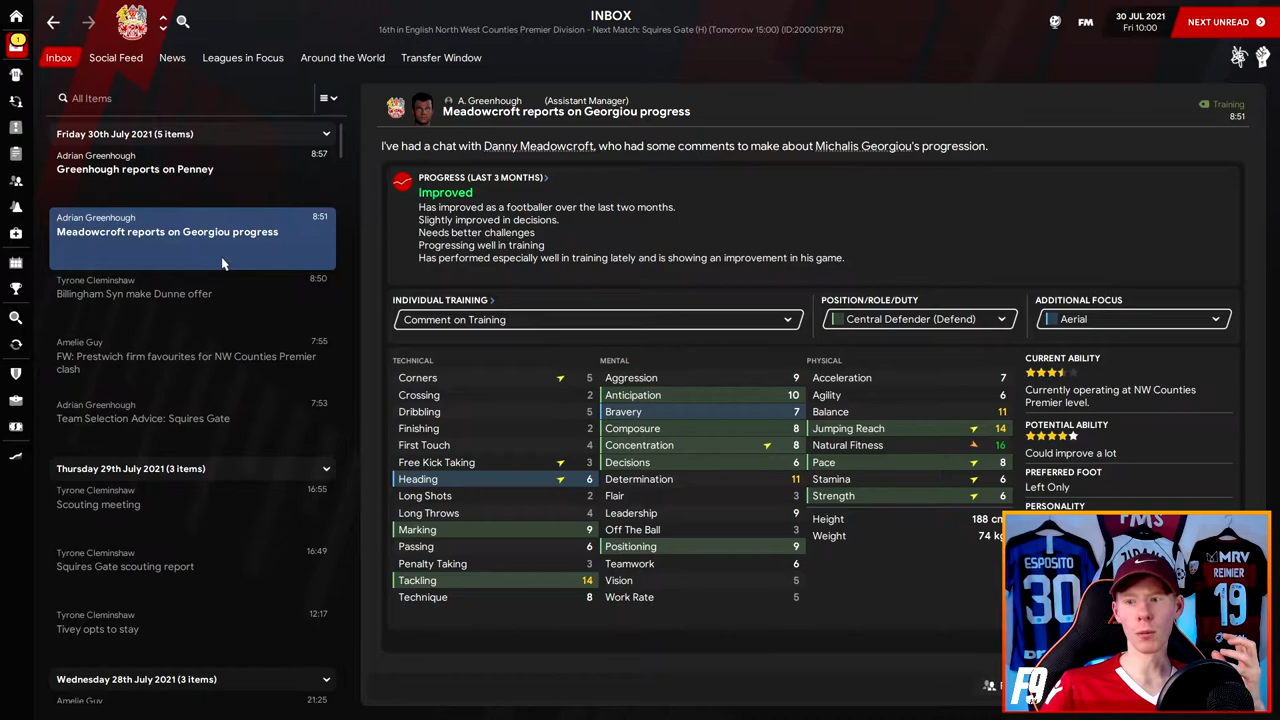 INBOX
16th in English North West Counties Premier Division - Next Match: Squires Gate (H) (Tomorrow 15:00) (ID:2000139178)
FM
30 JUL 2021
Fri 10:00
NEXT UNREAD
1
Inbox
Social Feed
News
Leagues in Focus
Around the World
Transfer Window
All Items
Friday 30th July 2021 (5 items)
Adrian Greenhough 8:57
Greenhough reports on Penney
Adrian Greenhough 8:51
Meadowcroft reports on Georgiou progress
Tyrone Cleminshaw 8:50
Billingham Syn make Dunne offer
Amelie Guy 7:55
FW: Prestwich firm favourites for NW Counties Premier
clash
Adrian Greenhough 7:53
Team Selection Advice: Squires Gate
Thursday 29th July 2021 (3 items)
Tyrone Cleminshaw 16:55
Scouting meeting
Tyrone Cleminshaw 16:49
Squires Gate scouting report
Tyrone Cleminshaw 12:17
Tivey opts to stay
Wednesday 28th July 2021 (3 items)
Amelie Guy 21:25
A. Greenhough (Assistant Manager)
Meadowcroft reports on Georgiou progress
Training
8:51
I've had a chat with Danny Meadowcroft, who had some comments to make about Michalis Georgiou's progression.
PROGRESS (LAST 3 MONTHS)
Improved
Has improved as a footballer over the last two months.
Slightly improved in decisions.
Needs better challenges
Progressing well in training
Has performed especially well in training lately and is showing an improvement in his game.
INDIVIDUAL TRAINING
Comment on Training
POSITION/ROLE/DUTY
Central Defender (Defend)
ADDITIONAL FOCUS
Aerial
TECHNICAL
Corners 5
Crossing 2
Dribbling 5
Finishing 2
First Touch 4
Free Kick Taking 3
Heading 6
Long Shots 2
Long Throws 4
Marking 9
Passing 6
Penalty Taking 3
Tackling 14
Technique 8
MENTAL
Aggression 9
Anticipation 10
Bravery 7
Composure 8
Concentration 8
Decisions 6
Determination 11
Flair 3
Leadership 9
Off The Ball 3
Positioning 9
Teamwork 6
Vision 5
Work Rate 5
PHYSICAL
Acceleration 7
Agility 6
Balance 11
Jumping Reach 14
Natural Fitness 16
Pace 8
Stamina 6
Strength 6
Height 188 cm
Weight 74 kg
CURRENT ABILITY
Currently operating at NW Counties
Premier level.
POTENTIAL ABILITY
Could improve a lot
PREFERRED FOOT
Left Only
PERSONALITY
ESPOSITO
30
MRV
REINIER
19
F9